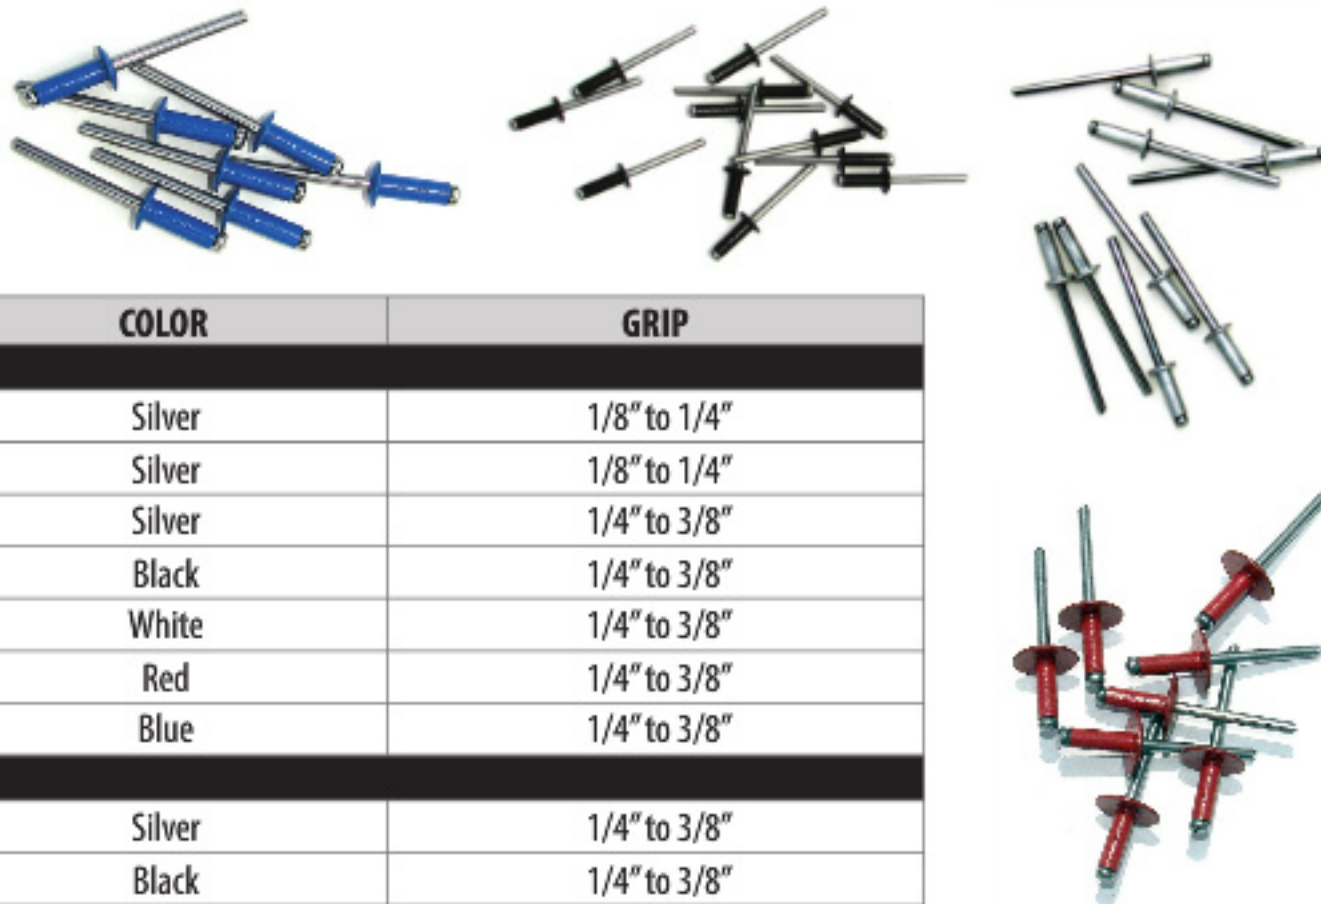 COLOR GRIP
Silver 1/8” to 1/4”
Silver 1/8” to 1/4”
Silver 1/4” to 3/8”
Black 1/4” to 3/8”
White 1/4” to 3/8”
Red 1/4” to 3/8”
Blue 1/4” to 3/8”
Silver 1/4” to 3/8”
Black 1/4” to 3/8”